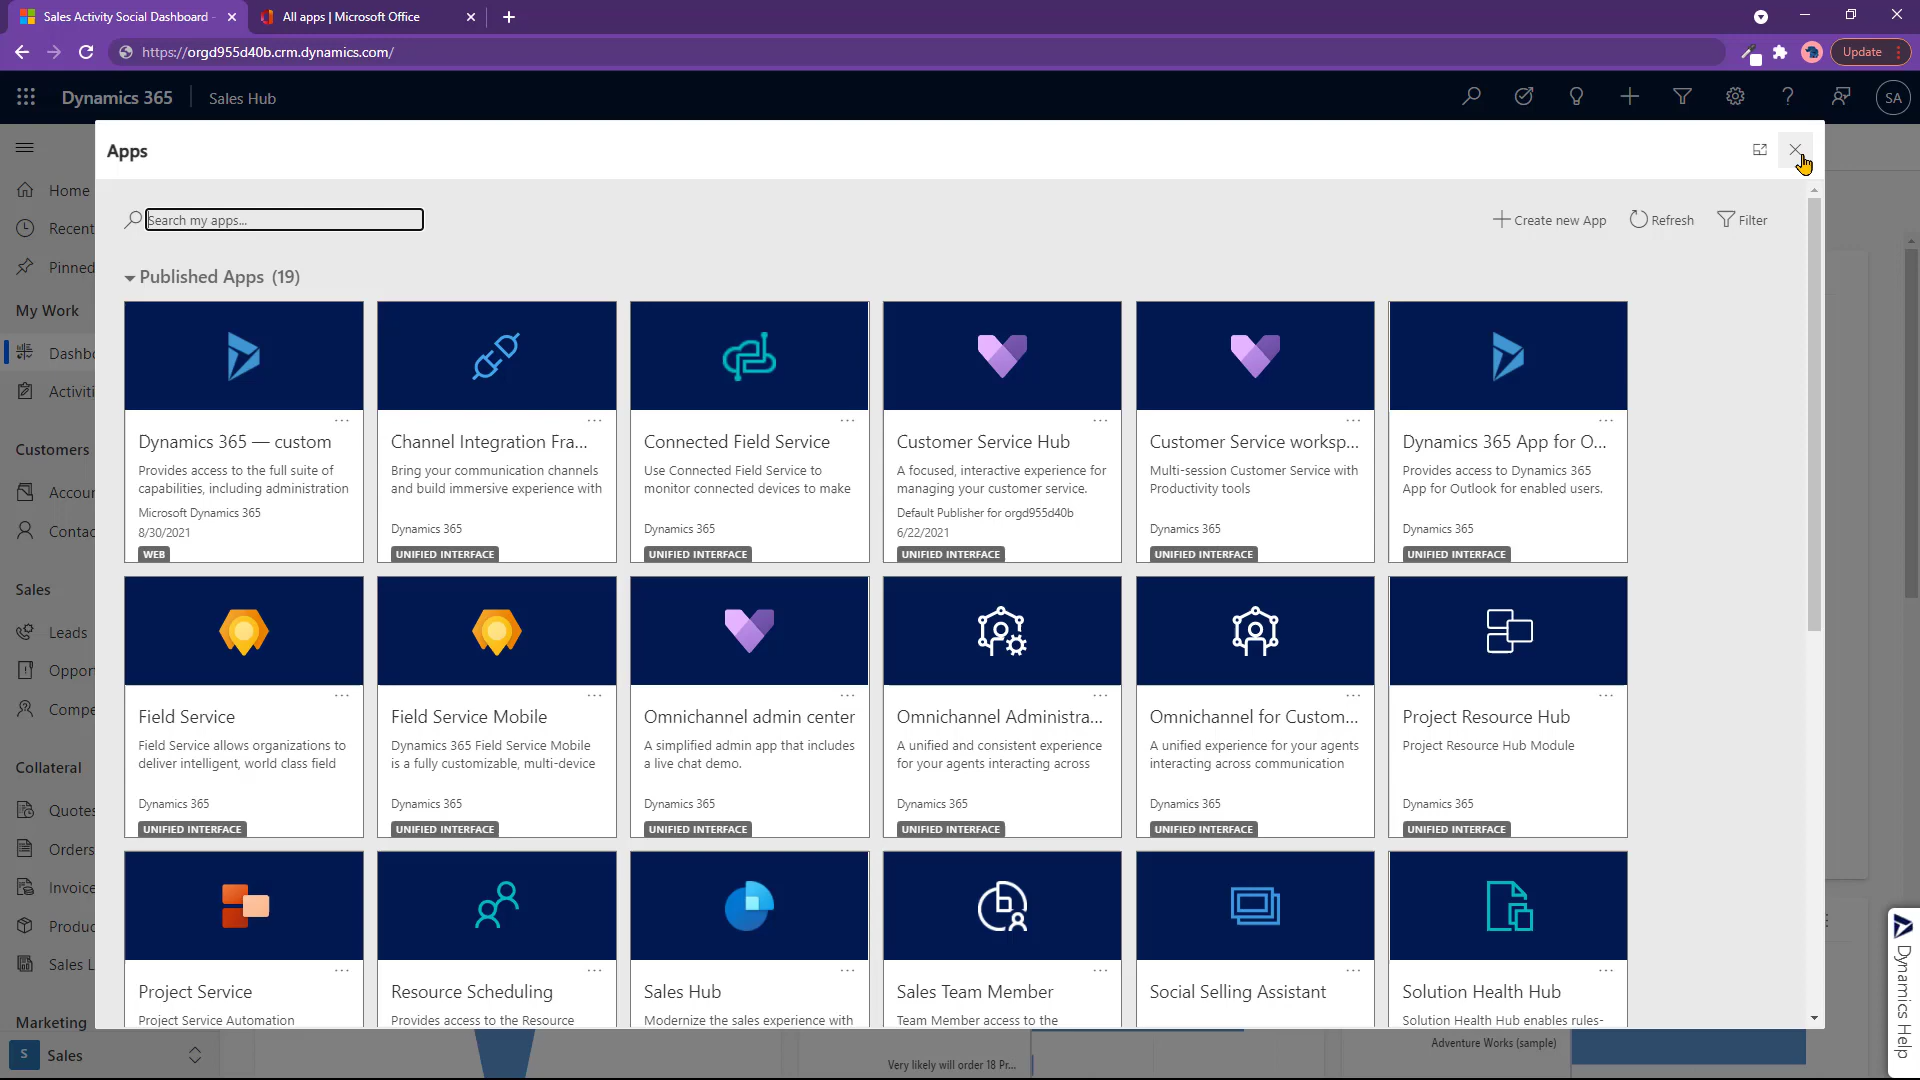 Sales Activity Social Dashboard -
All apps | Microsoft Office
https://orgd955d40b.crm.dynamics.com/
Update
Dynamics 365
Sales Hub
SA
Apps
Search my apps...
Create new App
Refresh
Filter
Published Apps (19)
Home
Recent
Pinned
My Work
Dashbo
Activiti
Customers
Accour
Contac
Sales
Leads
Opport
Compe
Collateral
Quotes
Orders
Invoice
Produc
Sales L
Marketing
S
Sales
Dynamics 365 — custom
Provides access to the full suite of
capabilities, including administration
Microsoft Dynamics 365
8/30/2021
WEB
Channel Integration Fra...
Bring your communication channels
and build immersive experience with
Dynamics 365
UNIFIED INTERFACE
Connected Field Service
Use Connected Field Service to
monitor connected devices to make
Dynamics 365
UNIFIED INTERFACE
Customer Service Hub
A focused, interactive experience for
managing your customer service.
Default Publisher for orgd955d40b
6/22/2021
UNIFIED INTERFACE
Customer Service worksp...
Multi-session Customer Service with
Productivity tools
Dynamics 365
UNIFIED INTERFACE
Dynamics 365 App for O...
Provides access to Dynamics 365
App for Outlook for enabled users.
Dynamics 365
UNIFIED INTERFACE
Field Service
Field Service allows organizations to
deliver intelligent, world class field
Dynamics 365
UNIFIED INTERFACE
Field Service Mobile
Dynamics 365 Field Service Mobile
is a fully customizable, multi-device
Dynamics 365
UNIFIED INTERFACE
Omnichannel admin center
A simplified admin app that includes
a live chat demo.
Dynamics 365
UNIFIED INTERFACE
Omnichannel Administra...
A unified and consistent experience
for your agents interacting across
Dynamics 365
UNIFIED INTERFACE
Omnichannel for Custom...
A unified experience for your agents
interacting across communication
Dynamics 365
UNIFIED INTERFACE
Project Resource Hub
Project Resource Hub Module
Dynamics 365
UNIFIED INTERFACE
Project Service
Project Service Automation
Resource Scheduling
Provides access to the Resource
Sales Hub
Modernize the sales experience with
Sales Team Member
Team Member access to the
Social Selling Assistant
Solution Health Hub
Solution Health Hub enables rules-
Very likely will order 18 Pr...
Adventure Works (sample)
Dynamics Help